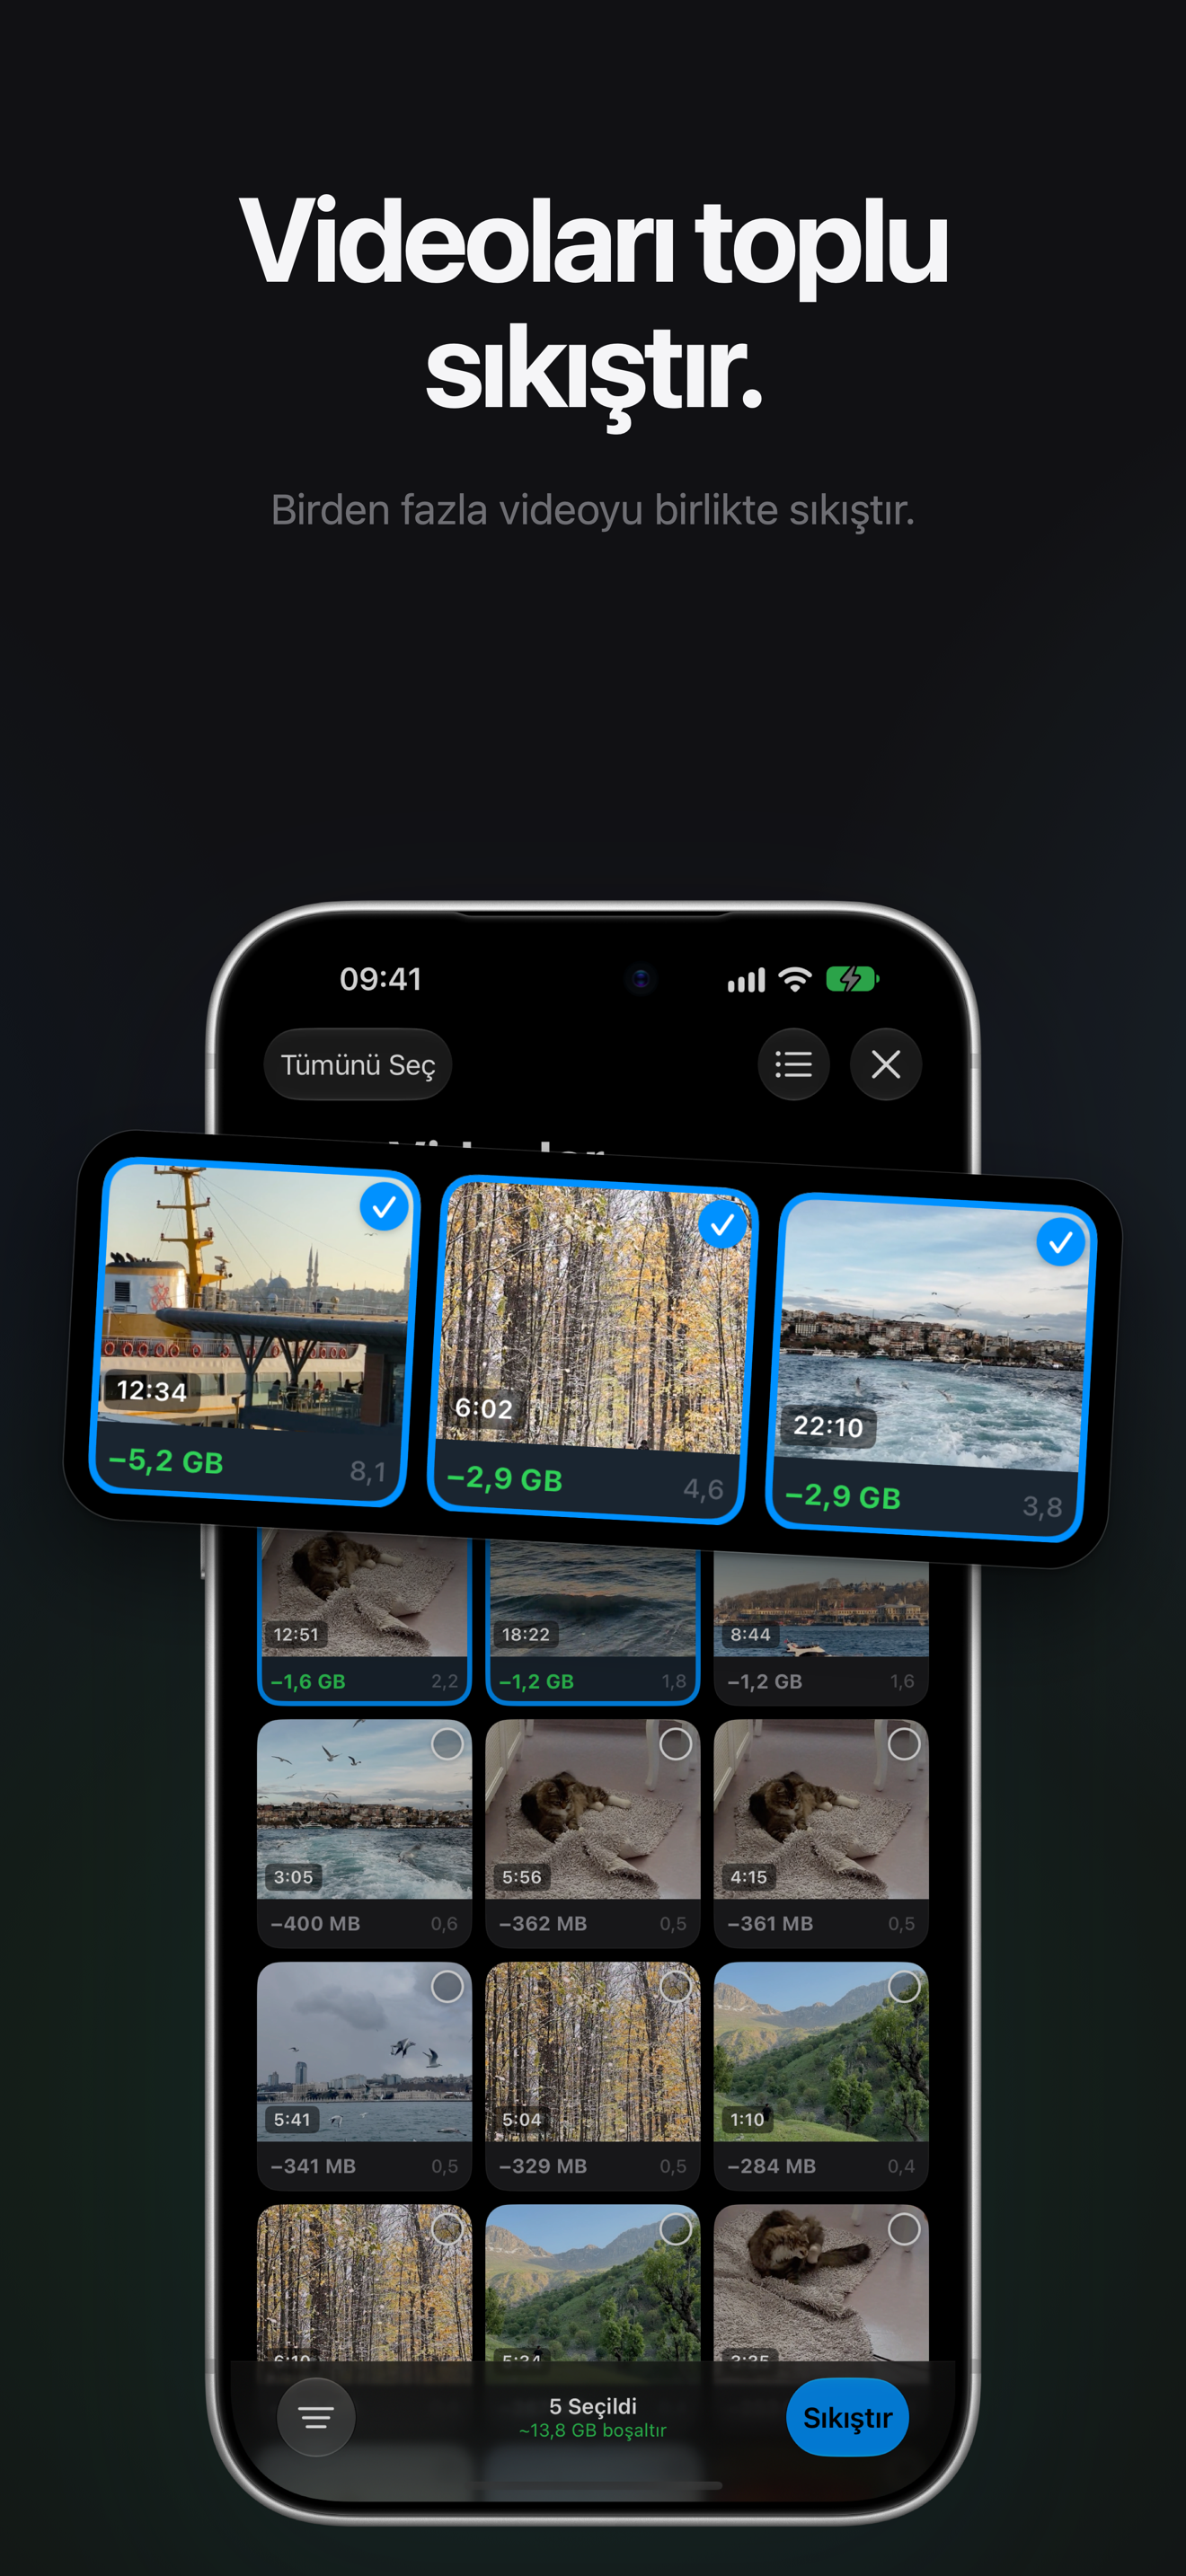 Videoları toplu
sıkıştır.
Birden fazla videoyu birlikte sıkıştır.
09:41
Tümünü Seç
12:34
6:02
22:10
−5,2 GB 8,1
−2,9 GB 4,6
−2,9 GB 3,8
12:51
18:22
8:44
−1,6 GB 2,2
−1,2 GB 1,8
−1,2 GB 1,6
3:05
5:56
4:15
−400 MB 0,6
−362 MB 0,5
−361 MB 0,5
5:41
5:04
1:10
−341 MB 0,5
−329 MB 0,5
−284 MB 0,4
5 Seçildi
~13,8 GB boşaltır
Sıkıştır